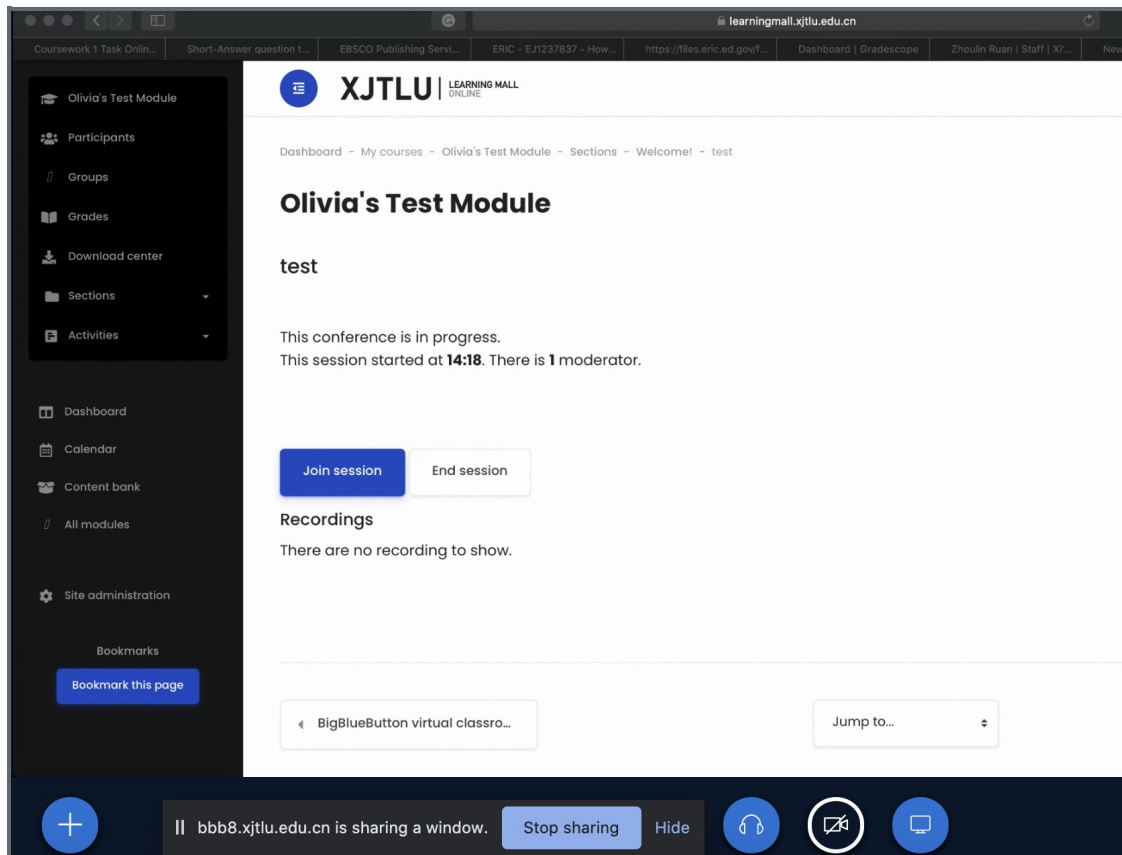 learningmall.xjtlu.edu.cn
Coursework 1 Task Onlin... Short-Answer question t... EBSCO Publishing Servi... ERIC - EJ1237837 - How... https://files.eric.ed.gov/f... Dashboard | Gradescope Zhoulin Ruan | Staff | Xi'... New
Olivia's Test Module
Participants
Groups
Grades
Download center
Sections
Activities
Dashboard
Calendar
Content bank
All modules
Site administration
Bookmarks
Bookmark this page
XJTLU | LEARNING MALL
ONLINE
Dashboard - My courses - Olivia's Test Module - Sections - Welcome! - test
Olivia's Test Module
test
This conference is in progress.
This session started at 14:18. There is 1 moderator.
Join session End session
Recordings
There are no recording to show.
BigBlueButton virtual classro... Jump to...
bbb8.xjtlu.edu.cn is sharing a window. Stop sharing Hide